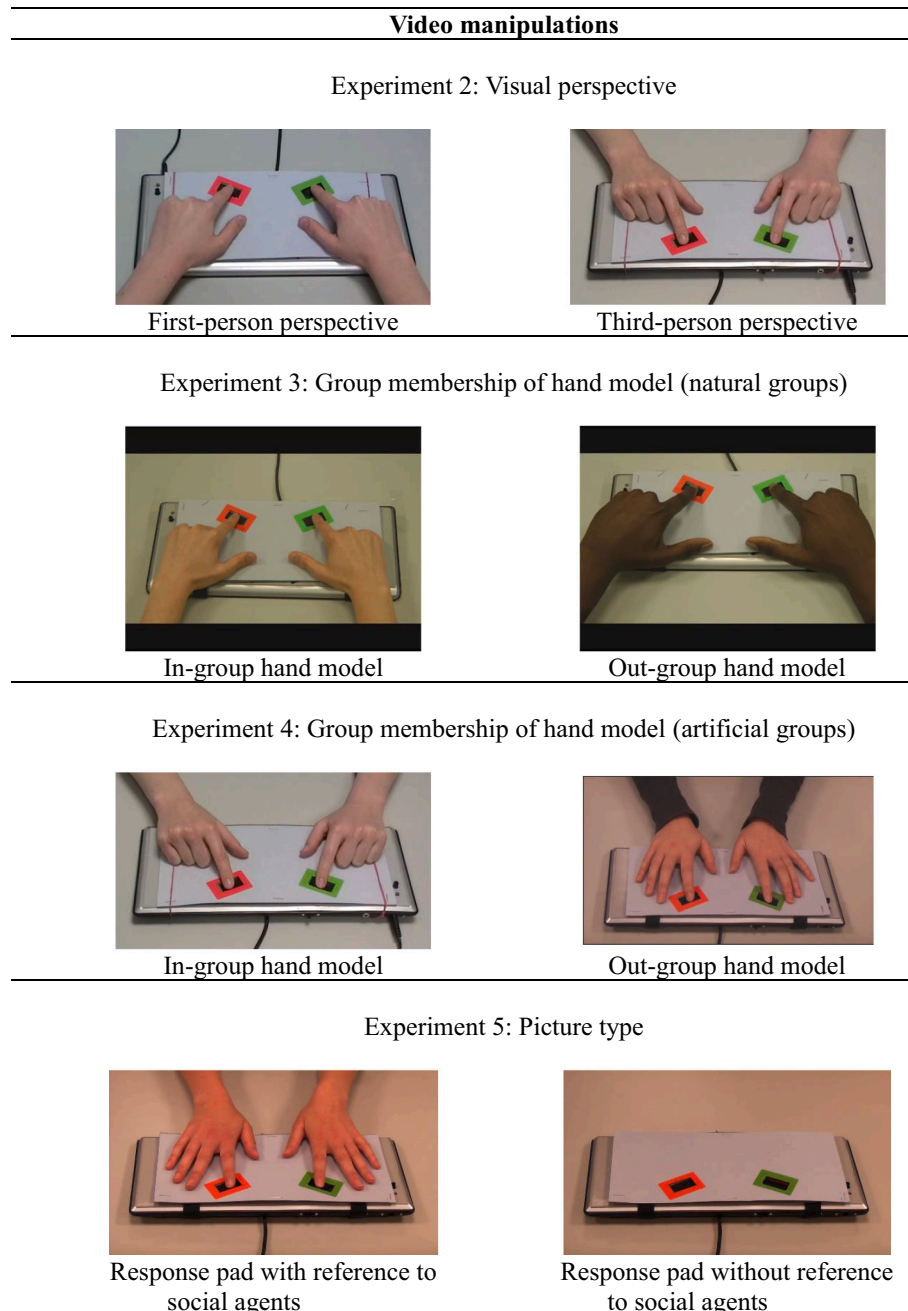 Video manipulations
Experiment 2: Visual perspective
First-person perspective
Third-person perspective
Experiment 3: Group membership of hand model (natural groups)
In-group hand model
Out-group hand model
Experiment 4: Group membership of hand model (artificial groups)
In-group hand model
Out-group hand model
Experiment 5: Picture type
Response pad with reference to
social agents
Response pad without reference
to social agents